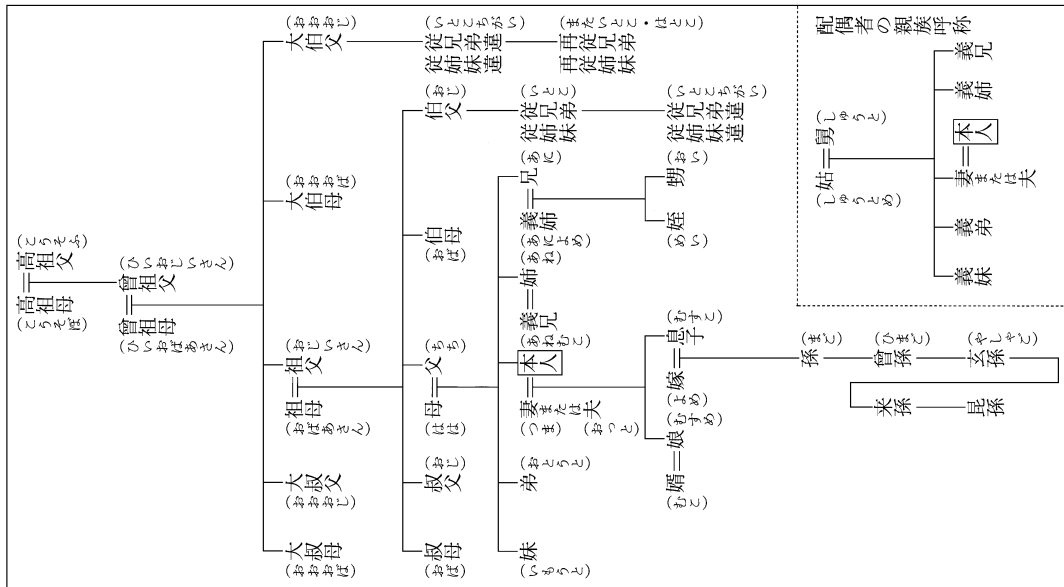 (こうそふ)
高祖父
高祖母
(こうそぼ)
(ひいおじいさん)
曾祖父
曾祖母
(ひいおばあさん)
(おおおじ)
大伯父
(おおおば)
大伯母
(おじいさん)
祖父
祖母
(おばあさん)
大叔父
(おおおじ)
大叔母
(おおおば)
(いとこちがい)
従兄弟違
従姉妹違
(またいとこ・はとこ)
再従兄弟
再従姉妹
(おじ)
伯父
伯母
(おば)
(ちち)
父
母
(はは)
(おじ)
叔父
叔母
(おば)
(いとこ)
従兄弟
従姉妹
(いとこちがい)
従兄弟違
従姉妹違
(あに)
兄
義姉
(あによめ)
(あね)
姉
義兄
(あねむこ)
本人
妻または夫
(つま)
(おっと)
(おとうと)
弟
妹
(いもうと)
(おい)
甥
姪
(めい)
(むすこ)
息子
嫁
(よめ)
(むすめ)
娘
婿
(むこ)
(まご)
孫
(ひまご)
曾孫
(やしゃご)
玄孫
来孫
昆孫
配偶者の親族呼称
(しゅうと)
舅
姑
(しゅうとめ)
義兄
義姉
本人
妻または夫
義弟
義妹